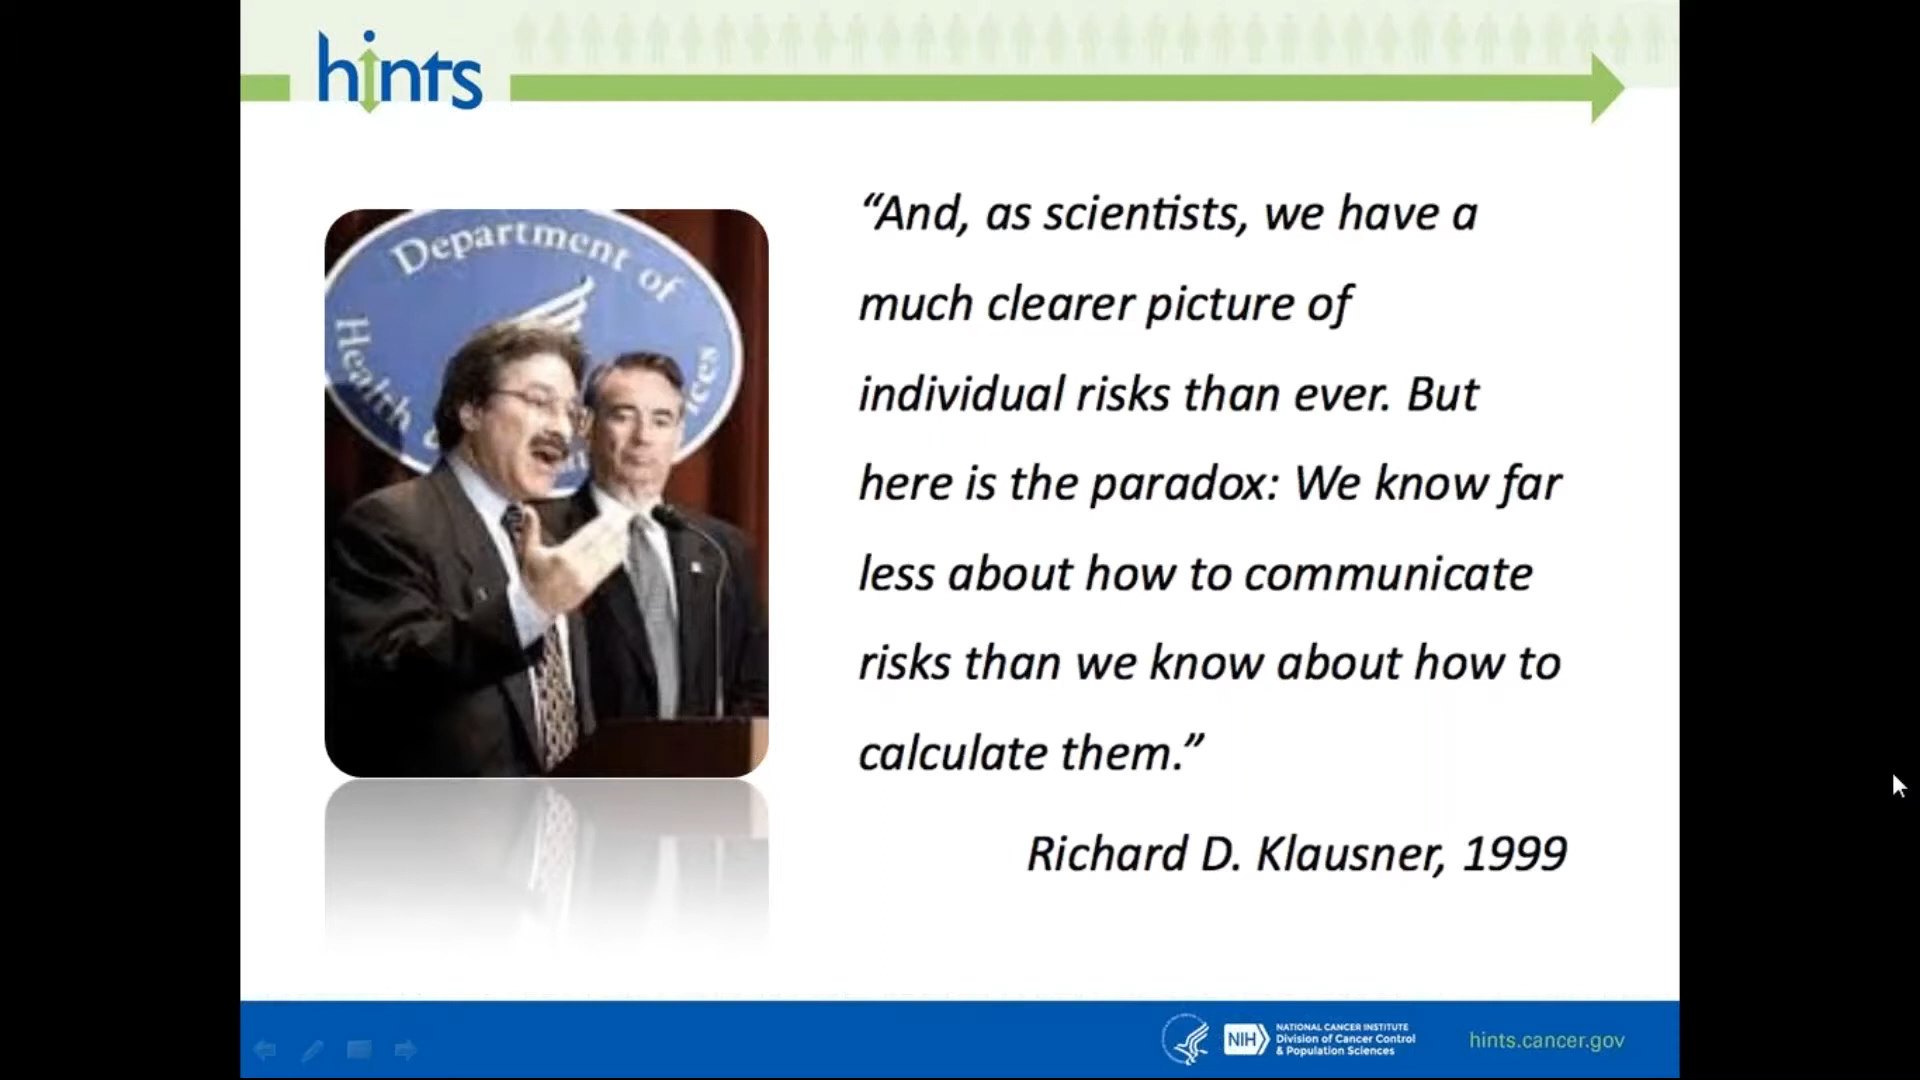 hints
Department of
Health &
ices
“And, as scientists, we have a
much clearer picture of
individual risks than ever. But
here is the paradox: We know far
less about how to communicate
risks than we know about how to
calculate them.”
Richard D. Klausner, 1999
NIH
NATIONAL CANCER INSTITUTE
Division of Cancer Control
& Population Sciences
hints.cancer.gov